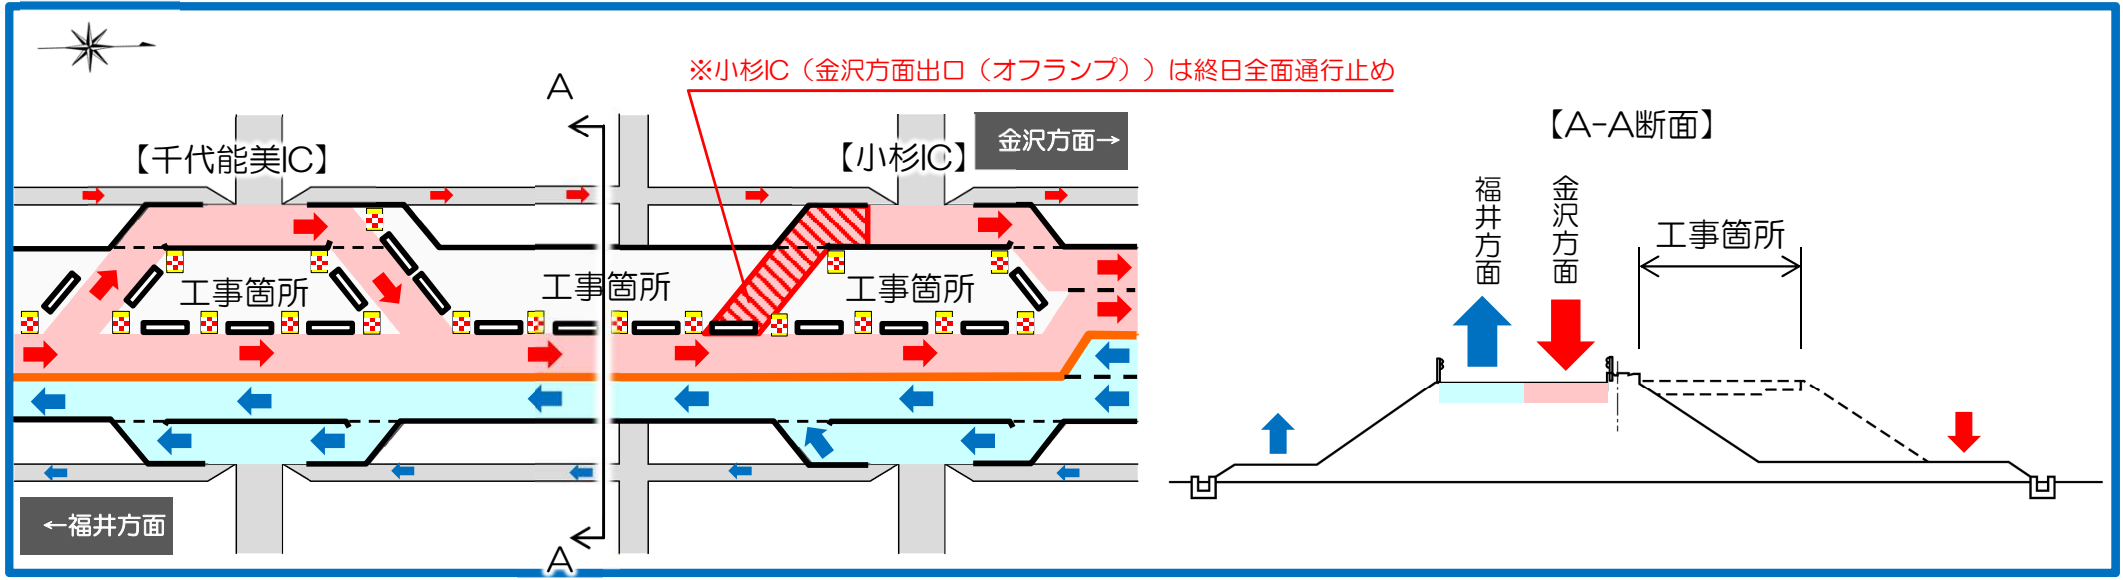 ※小杉IC（金沢方面出口（オフランプ））は終日全面通行止め
A
金沢方面→
【A-A断面】
【千代能美IC】
【小杉IC】
福井方面
金沢方面
工事箇所
工事箇所
工事箇所
工事箇所
←福井方面
A